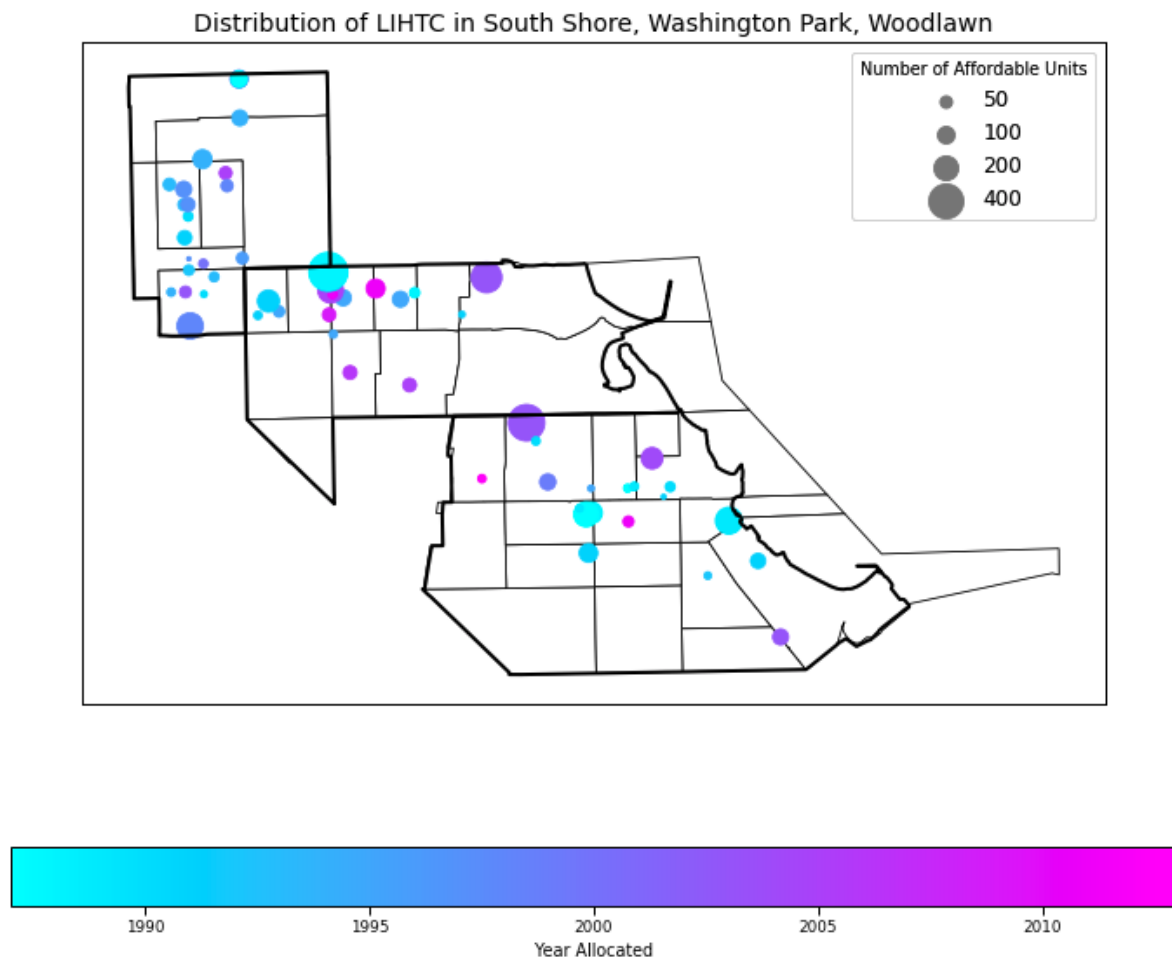 Distribution of LIHTC in South Shore, Washington Park, Woodlawn
Number of Affordable Units
50
100
200
400
1990 1995 2000 2005 2010
Year Allocated